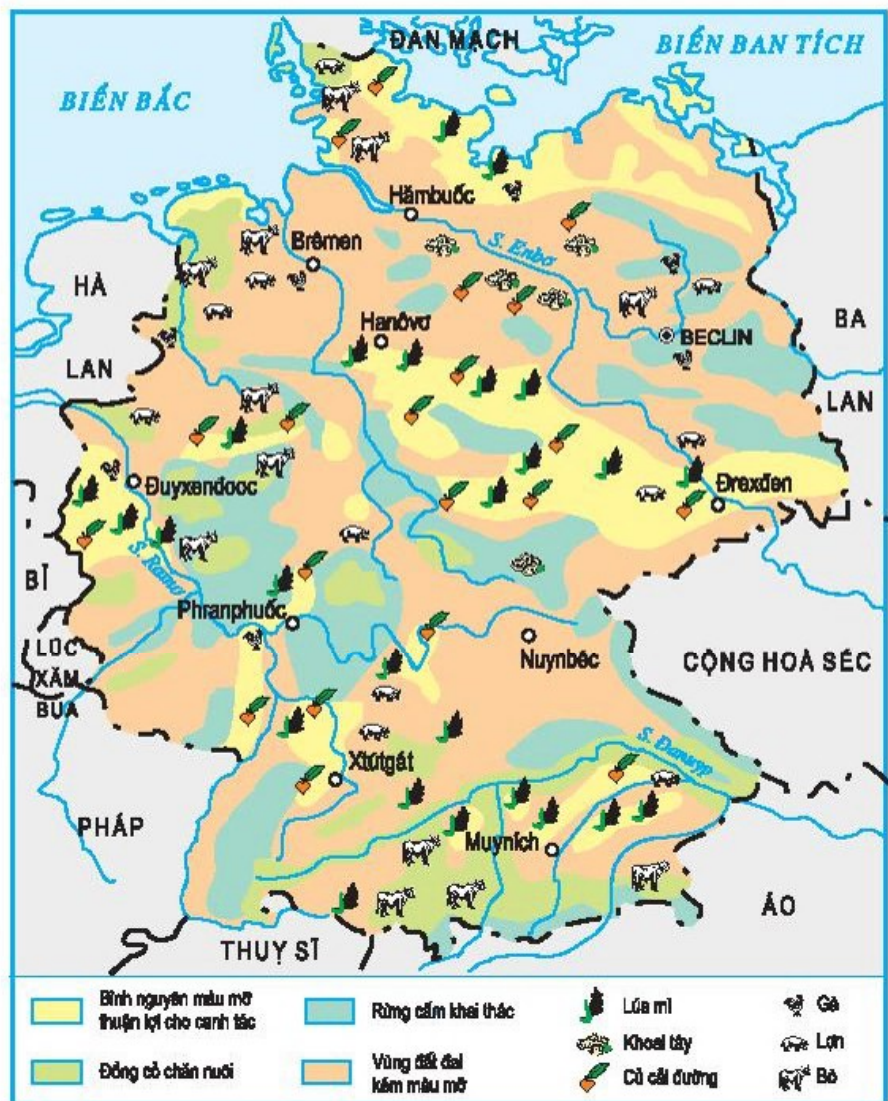 ĐAN MẠCH
BIỂN BAN TÍCH
BIỂN BẮC
Hămbuốc
S. Enbơ
Brêmen
HÀ
LAN
Hanôvơ
BECLIN
BA
LAN
Đuyxendooc
Đrexđen
S. Rainơ
BỈ
Phranphuốc
Nuynbéc
LÚC
XĂM
BUA
CỘNG HOÀ SÉC
Xtútgát
S. Đanuyp
PHÁP
Muyních
ÁO
THUỴ SĨ
Bình nguyên màu mỡ
thuận lợi cho canh tác
Rừng cấm khai thác
Lúa mì
Gà
Khoai tây
Lợn
Đồng cỏ chăn nuôi
Vùng đất đai
kém màu mỡ
Củ cải đường
Bò